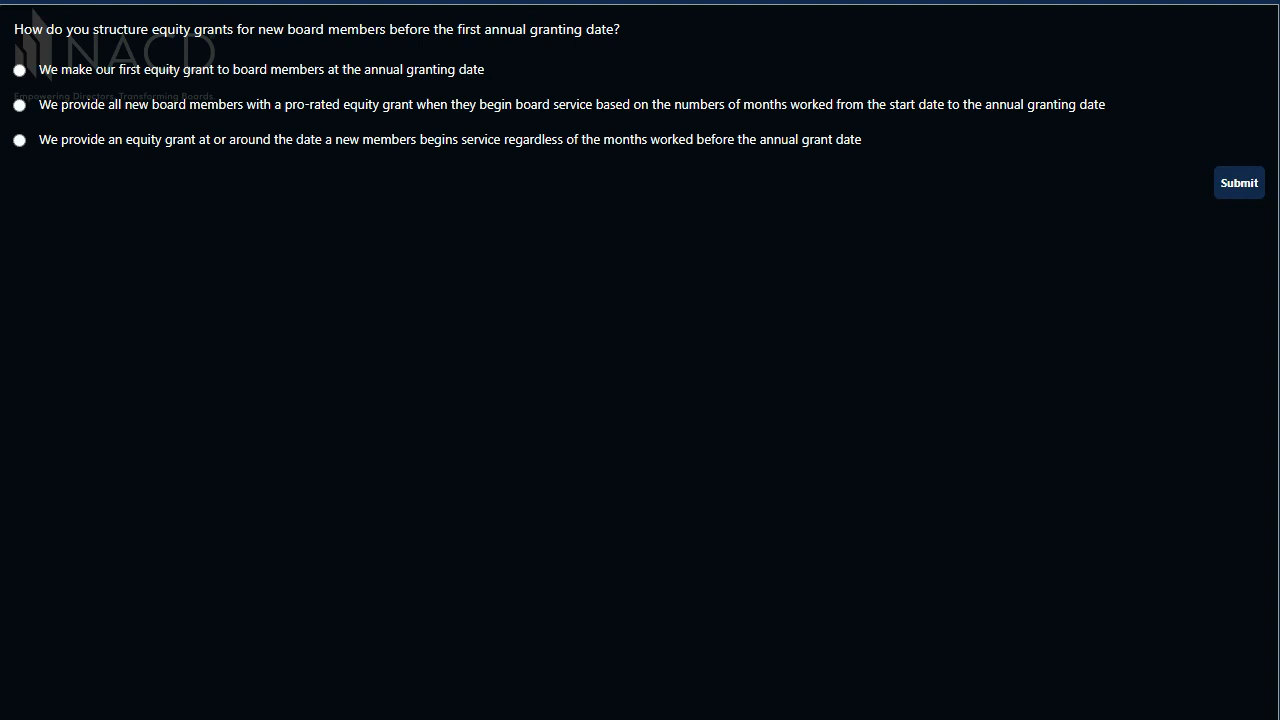 How do you structure equity grants for new board members before the first annual granting date?
NACD
We make our first equity grant to board members at the annual granting date
Empowering Directors. Transforming Boards.
We provide all new board members with a pro-rated equity grant when they begin board service based on the numbers of months worked from the start date to the annual granting date
We provide an equity grant at or around the date a new members begins service regardless of the months worked before the annual grant date
Submit